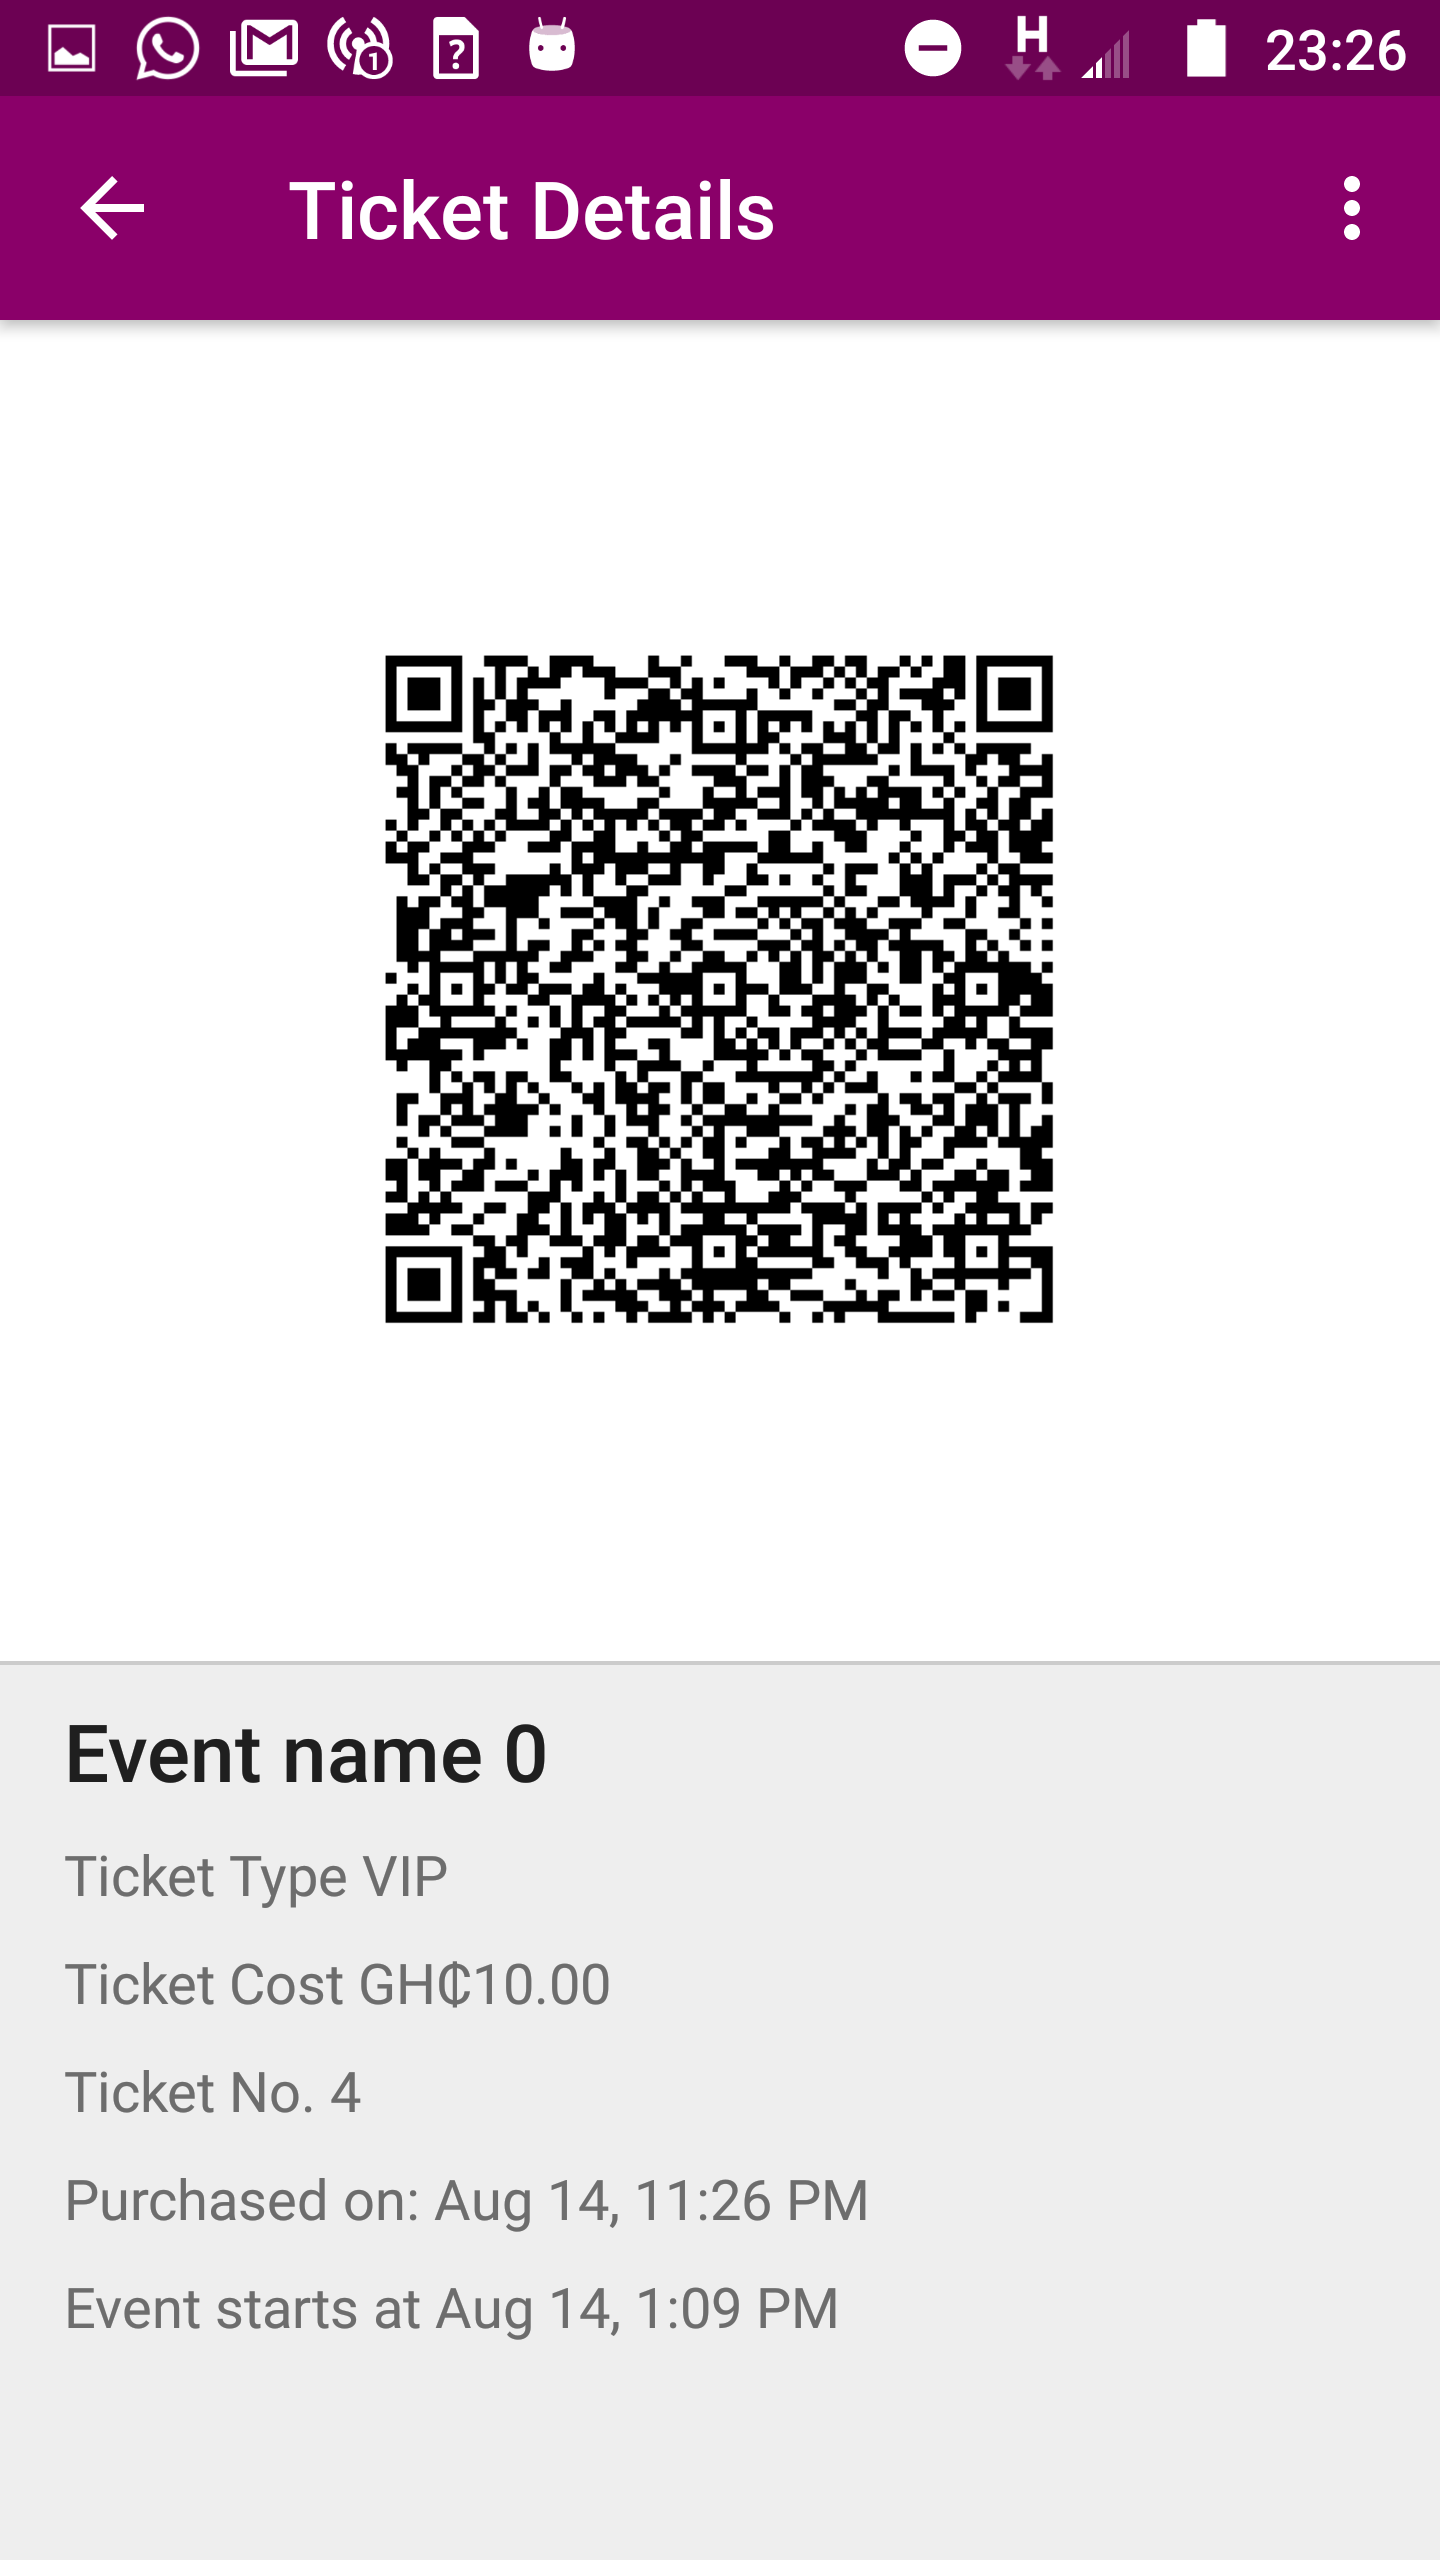 H
1
?
23:26
Ticket Details
Event name 0
Ticket Type VIP
Ticket Cost GH₵10.00
Ticket No. 4
Purchased on: Aug 14, 11:26 PM
Event starts at Aug 14, 1:09 PM